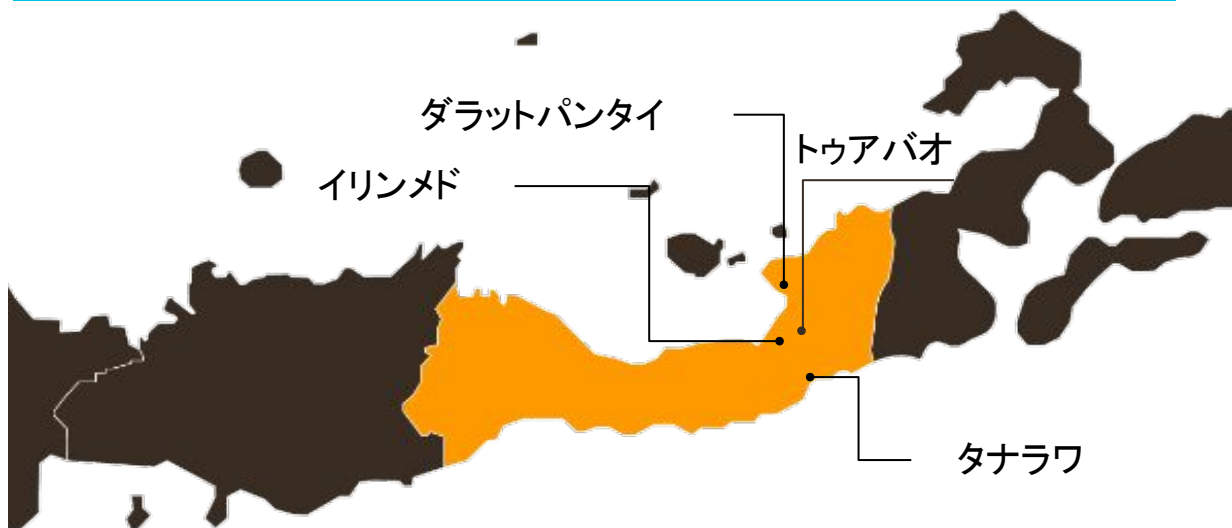 ダラットパンタイ
トゥアバオ
イリンメド
タナラワ